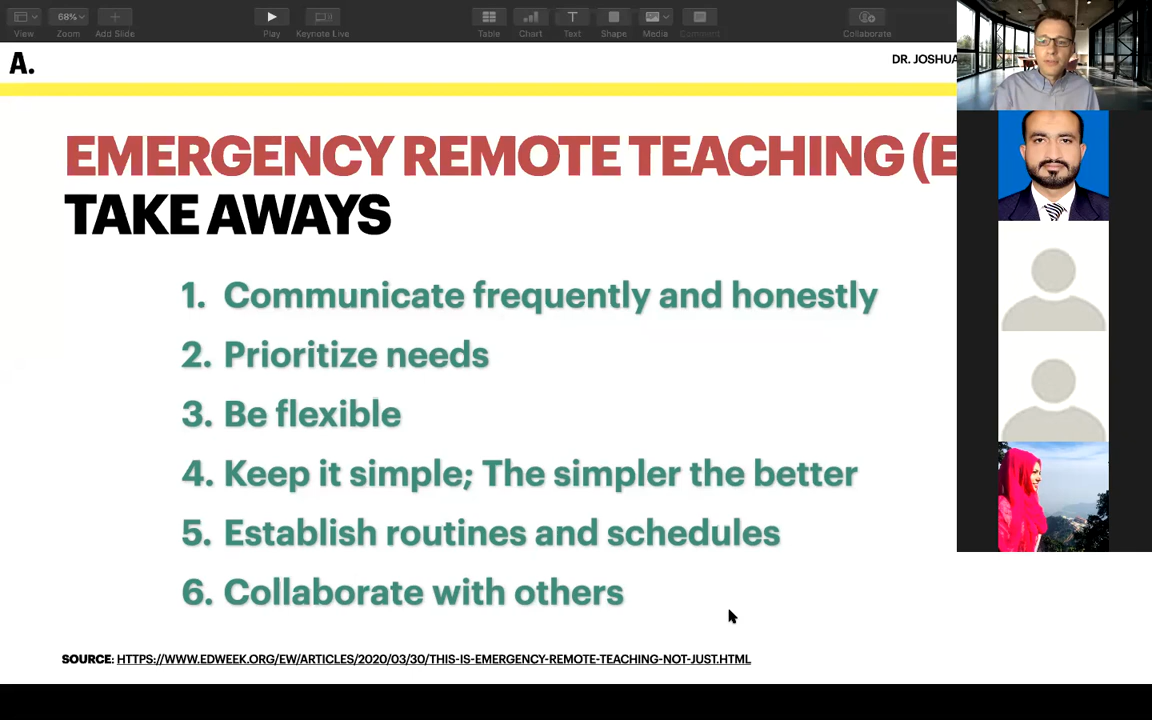 View
68%
Zoom
Add Slide
Play
Keynote Live
Table
Chart
Text
Shape
Media
Comment
Collaborate
A.
DR. JOSHUA
EMERGENCY REMOTE TEACHING (E
TAKE AWAYS
1. Communicate frequently and honestly
2. Prioritize needs
3. Be flexible
4. Keep it simple; The simpler the better
5. Establish routines and schedules
6. Collaborate with others
SOURCE: HTTPS://WWW.EDWEEK.ORG/EW/ARTICLES/2020/03/30/THIS-IS-EMERGENCY-REMOTE-TEACHING-NOT-JUST.HTML